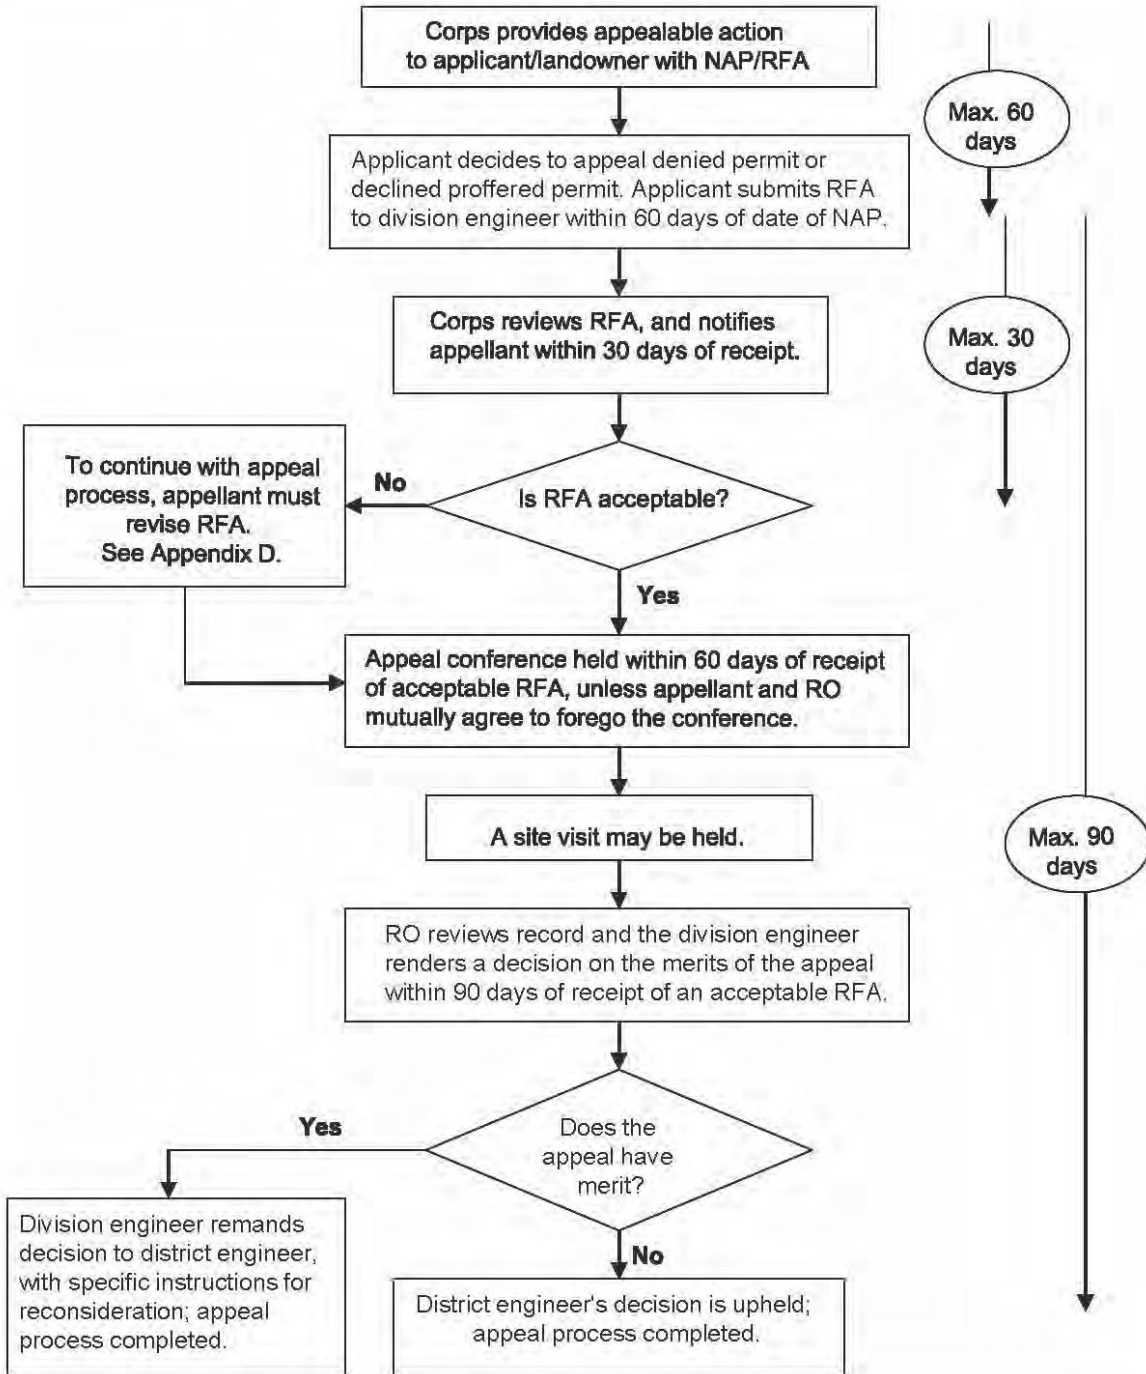 Corps provides appealable action
to applicant/landowner with NAP/RFA
Max. 60
days
Applicant decides to appeal denied permit or
declined proffered permit. Applicant submits RFA
to division engineer within 60 days of date of NAP.
Corps reviews RFA, and notifies
appellant within 30 days of receipt.
Max. 30
days
To continue with appeal
process, appellant must
revise RFA.
See Appendix D.
No
Is RFA acceptable?
Yes
Appeal conference held within 60 days of receipt
of acceptable RFA, unless appellant and RO
mutually agree to forego the conference.
A site visit may be held.
Max. 90
days
RO reviews record and the division engineer
renders a decision on the merits of the appeal
within 90 days of receipt of an acceptable RFA.
Yes
Does the
appeal have
merit?
No
Division engineer remands
decision to district engineer,
with specific instructions for
reconsideration; appeal
process completed.
District engineer's decision is upheld;
appeal process completed.